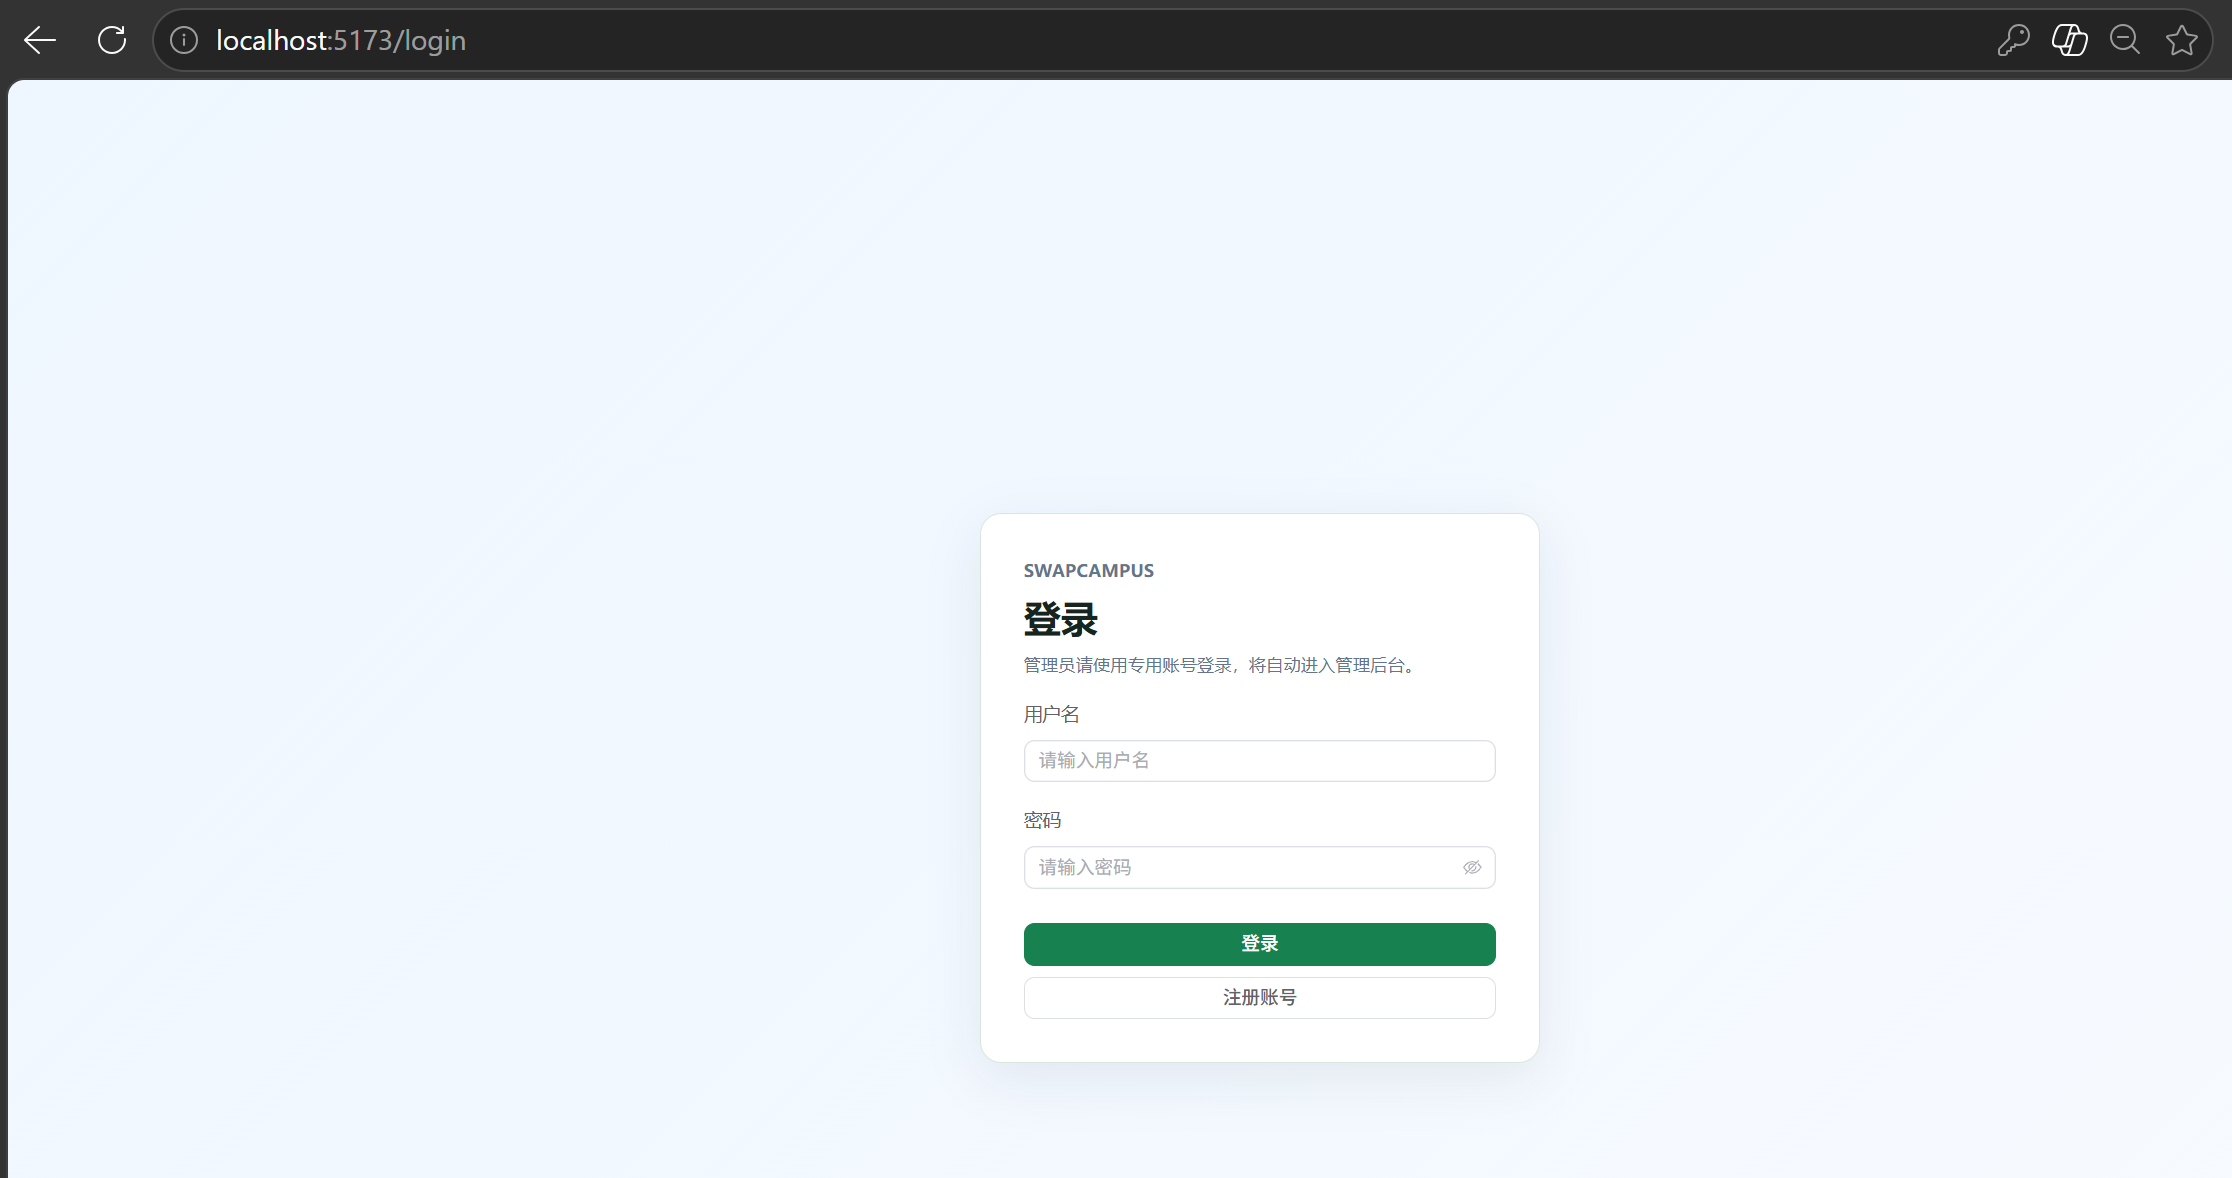 localhost:5173/login
SWAPCAMPUS
登录
管理员请使用专用账号登录，将自动进入管理后台。
用户名
请输入用户名
密码
请输入密码
登录
注册账号